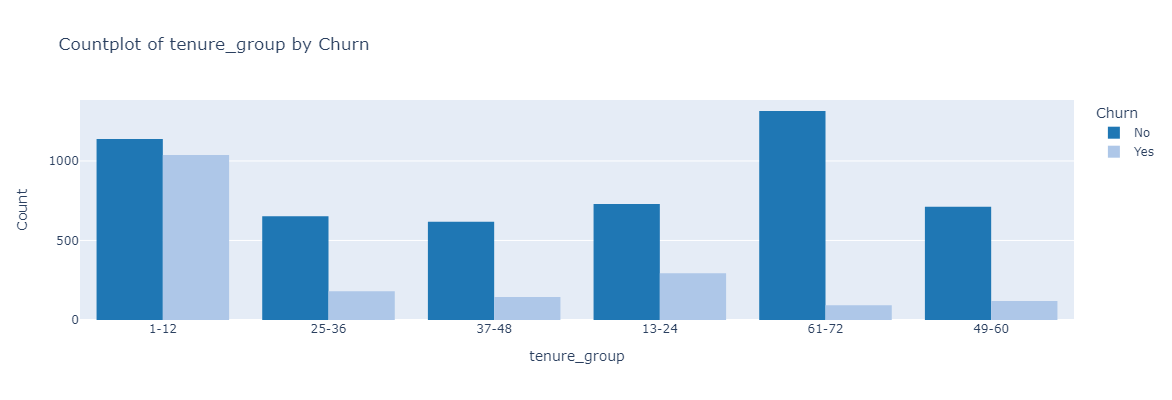 Countplot of tenure_group by Churn
Churn
No
Yes
Count
1000
500
0
1-12 25-36 37-48 13-24 61-72 49-60
tenure_group